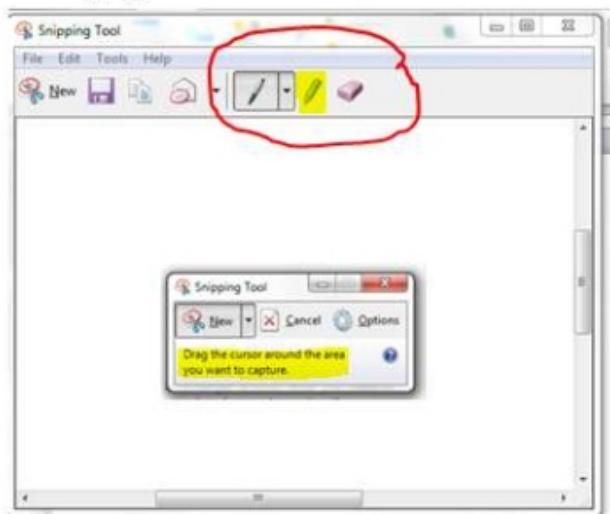 Snipping Tool
File Edit Tools Help
New
Snipping Tool
New Cancel Options
Drag the cursor around the area
you want to capture.